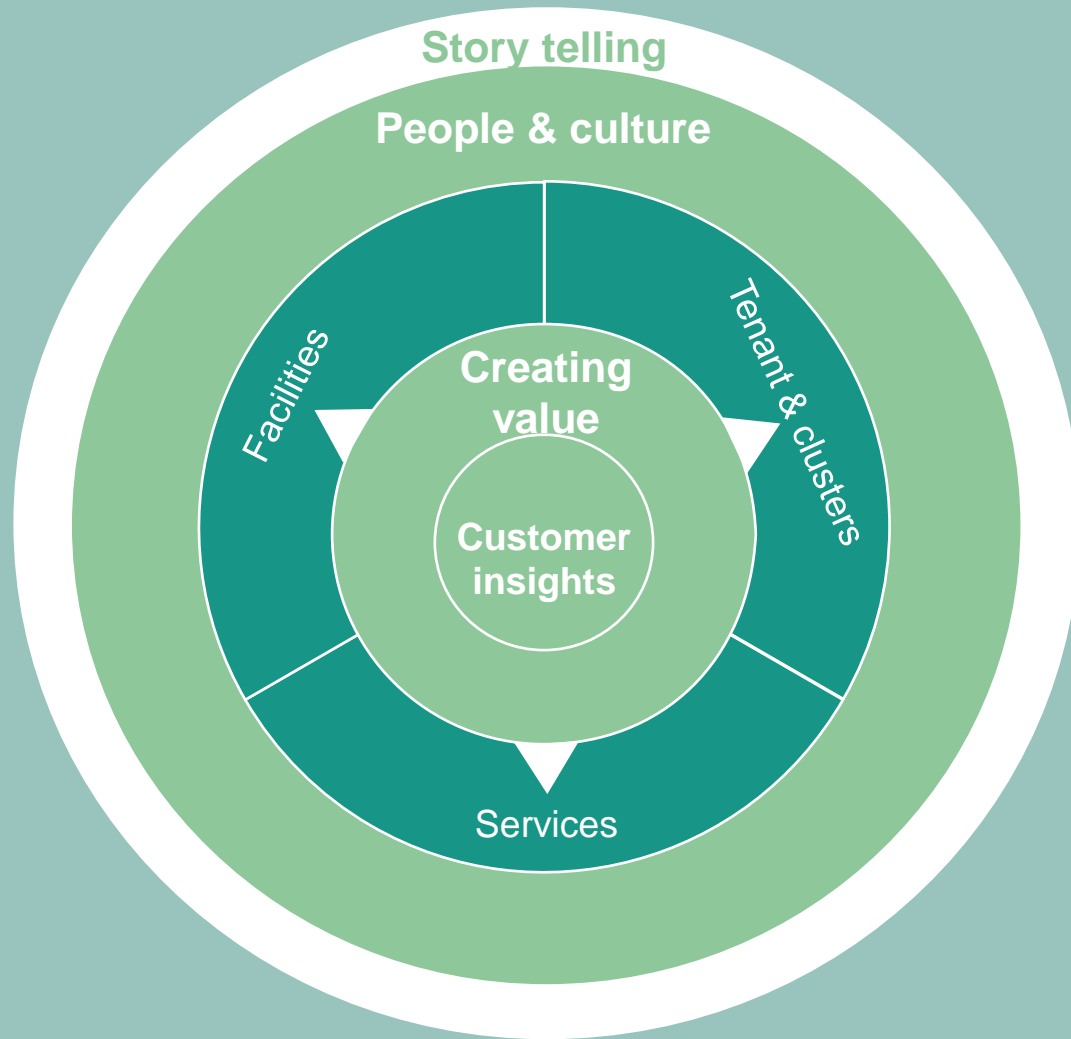 Story telling
People & culture
Facilities
Tenant & clusters
Creating
value
Customer
insights
Services